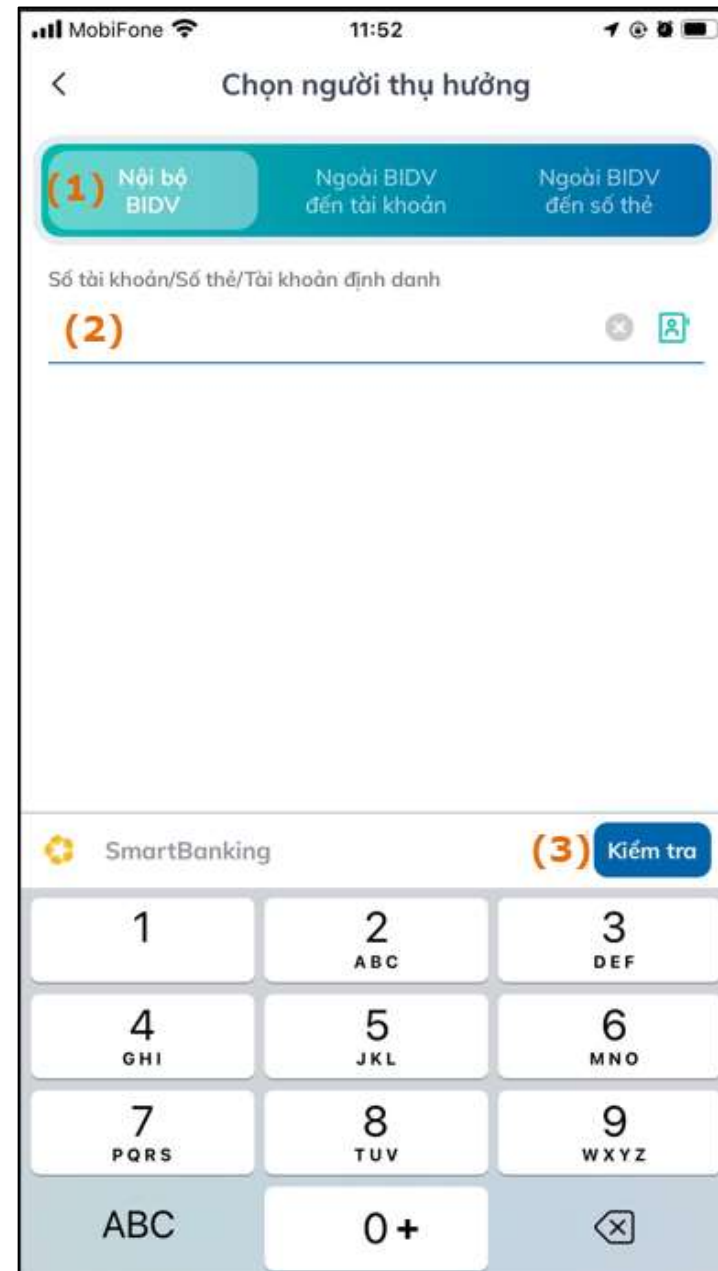 MobiFone 11:52
Chọn người thụ hưởng
(1) Nội bộ
BIDV
Ngoài BIDV
đến tài khoản
Ngoài BIDV
đến số thẻ
Số tài khoản/Số thẻ/Tài khoản định danh
(2)
SmartBanking (3) Kiểm tra
1 2 3
ABC DEF
4 5 6
GHI JKL MNO
7 8 9
PQRS TUV WXYZ
ABC 0 +